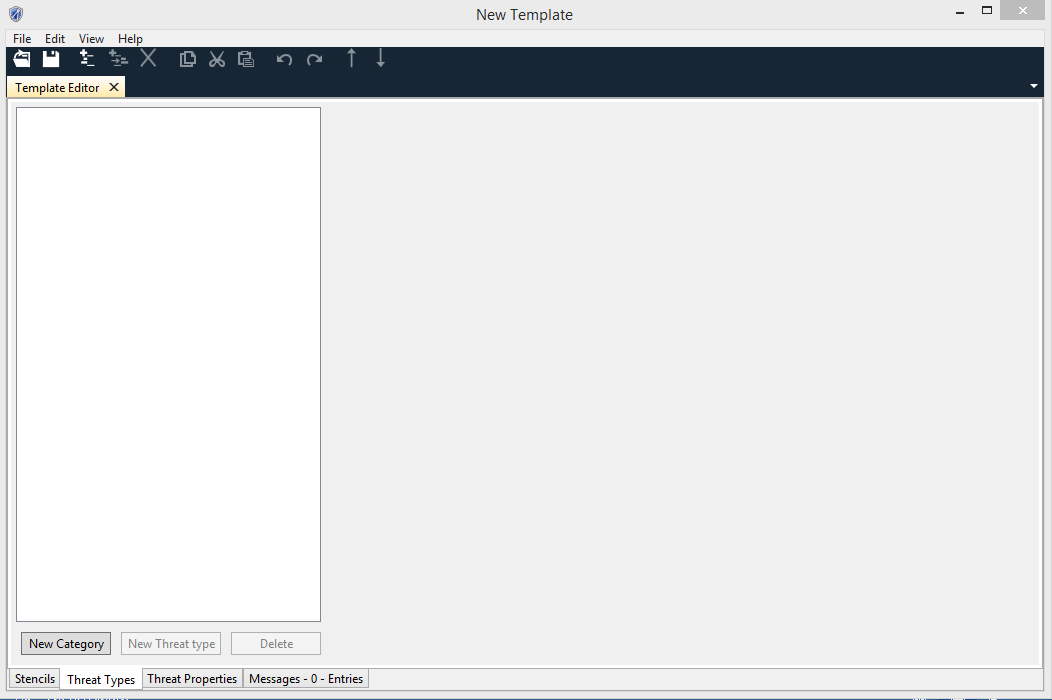 New Template
File Edit View Help
Template Editor
New Category New Threat type Delete
Stencils Threat Types Threat Properties Messages - 0 - Entries